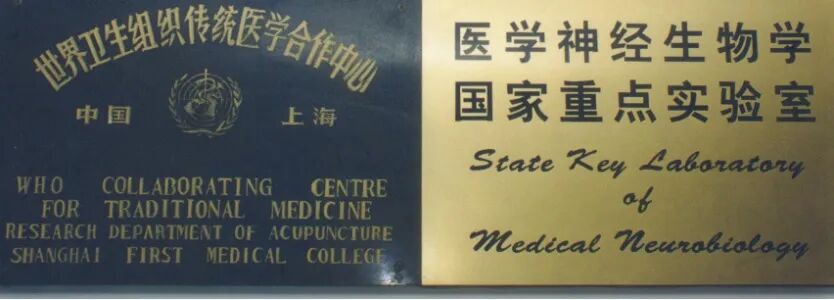 世界卫生组织传统医学合作中心
中国 上海
WHO COLLABORATING CENTRE
FOR TRADITIONAL MEDICINE
RESEARCH DEPARTMENT OF ACUPUNCTURE
SHANGHAI FIRST MEDICAL COLLEGE
医学神经生物学
国家重点实验室
State Key Laboratory
of
Medical Neurobiology